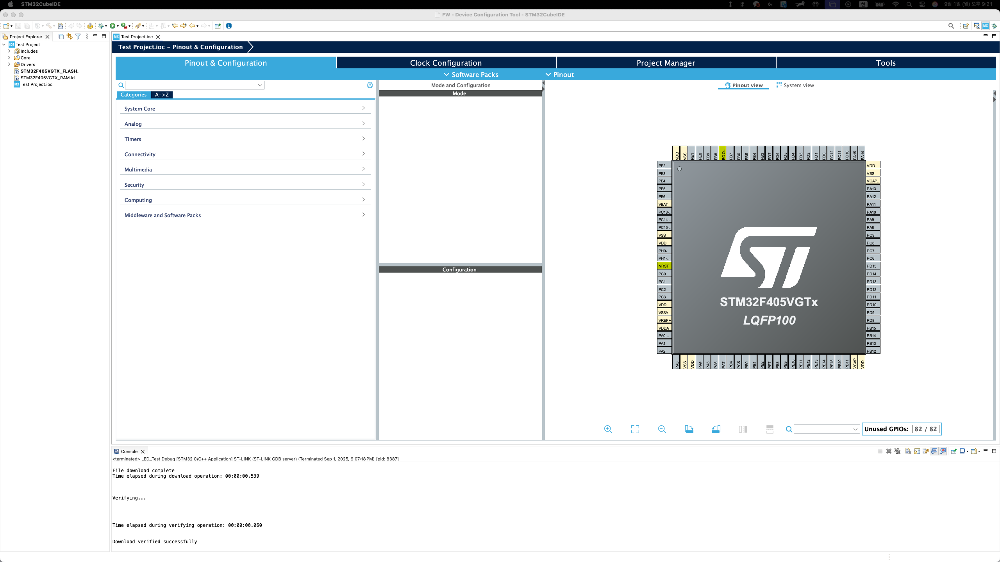 STM32CubeIDE
9월 1일 (월) 오후 9:21
FW - Device Configuration Tool - STM32CubeIDE
Project Explorer
Test Project.ioc
IDE Test Project
Includes
Core
Drivers
STM32F405VGTX_FLASH.
STM32F405VGTX_RAM.ld
MX Test Project.ioc
Test Project.ioc - Pinout & Configuration
Pinout & Configuration
Clock Configuration
Project Manager
Tools
Software Packs
Pinout
Mode and Configuration
Pinout view
System view
Categories
A->Z
Mode
System Core
Analog
Timers
Connectivity
Multimedia
Security
Computing
Middleware and Software Packs
Configuration
VDD
VSS
PE1
PE0
PB9
PB8
BOO..
PB7
PB6
PB5
PB4
PB3
PD7
PD6
PD5
PD4
PD3
PD2
PD1
PD0
PC12
PC11
PC10
PA15
PA14
PE2
PE3
PE4
PE5
PE6
VBAT
PC13-..
PC14-..
PC15-..
VSS
VDD
PH0-..
PH1-..
NRST
PC0
PC1
PC2
PC3
VDD
VSSA
VREF+
VDDA
PA0-..
PA1
PA2
VDD
VSS
VCAP..
PA13
PA12
PA11
PA10
PA9
PA8
PC9
PC8
PC7
PC6
PD15
PD14
PD13
PD12
PD11
PD10
PD9
PD8
PB15
PB14
PB13
PB12
STM32F405VGTx
LQFP100
PA3
VSS
VDD
PA4
PA5
PA6
PA7
PC4
PC5
PB0
PB1
PB2
PE7
PE8
PE9
PE10
PE11
PE12
PE13
PE14
PE15
PB10
PB11
VCAP..
VDD
Unused GPIOs: 82 / 82
Console
<terminated> LED_Test Debug [STM32 C/C++ Application] ST-LINK (ST-LINK GDB server) (Terminated Sep 1, 2025, 9:07:18 PM) [pid: 8387]
File download complete
Time elapsed during download operation: 00:00:00.539
Verifying...
Time elapsed during verifying operation: 00:00:00.060
Download verified successfully